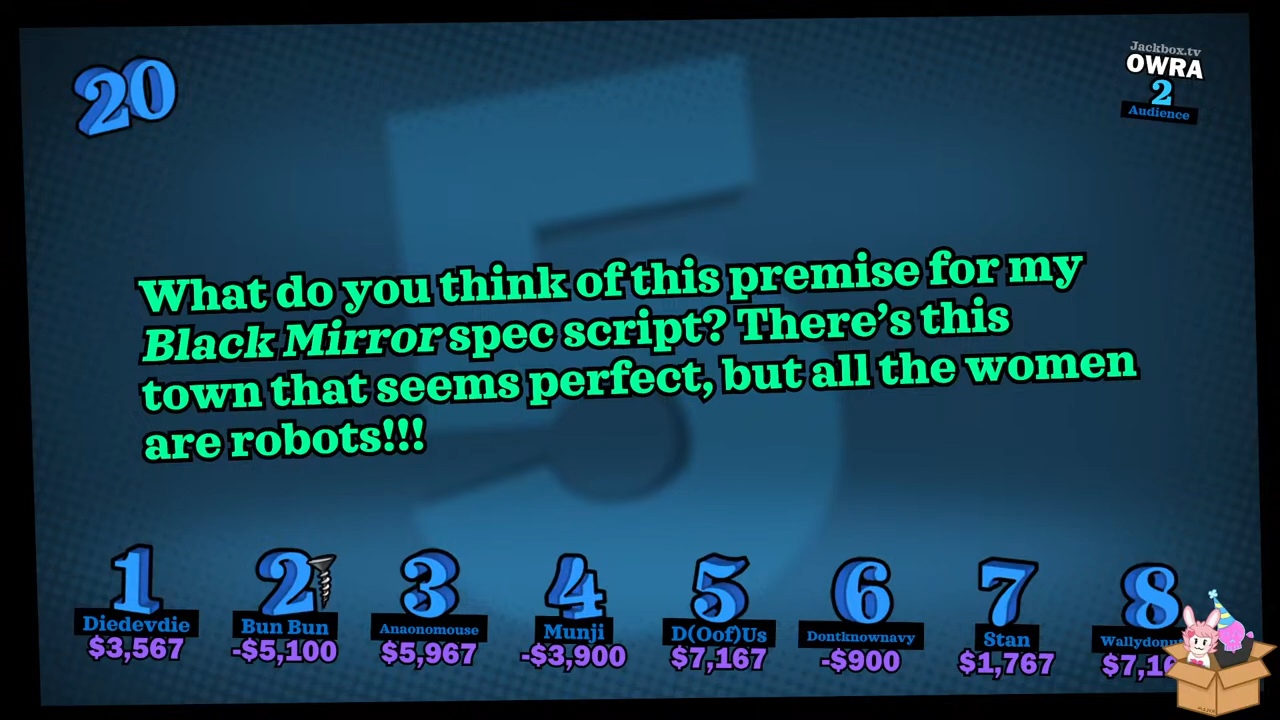 20
Jackbox.tv
OWRA
2
Audience
What do you think of this premise for my
Black Mirror spec script? There's this
town that seems perfect, but all the women
are robots!!!
5
1 2 3 4 5 6 7 8
Diedevdie Bun Bun Anaonomouse Munji D(Oof)Us Dontknownavy Stan
$3,567 -$5,100 $5,967 -$3,900 $7,167 -$900 $1,767